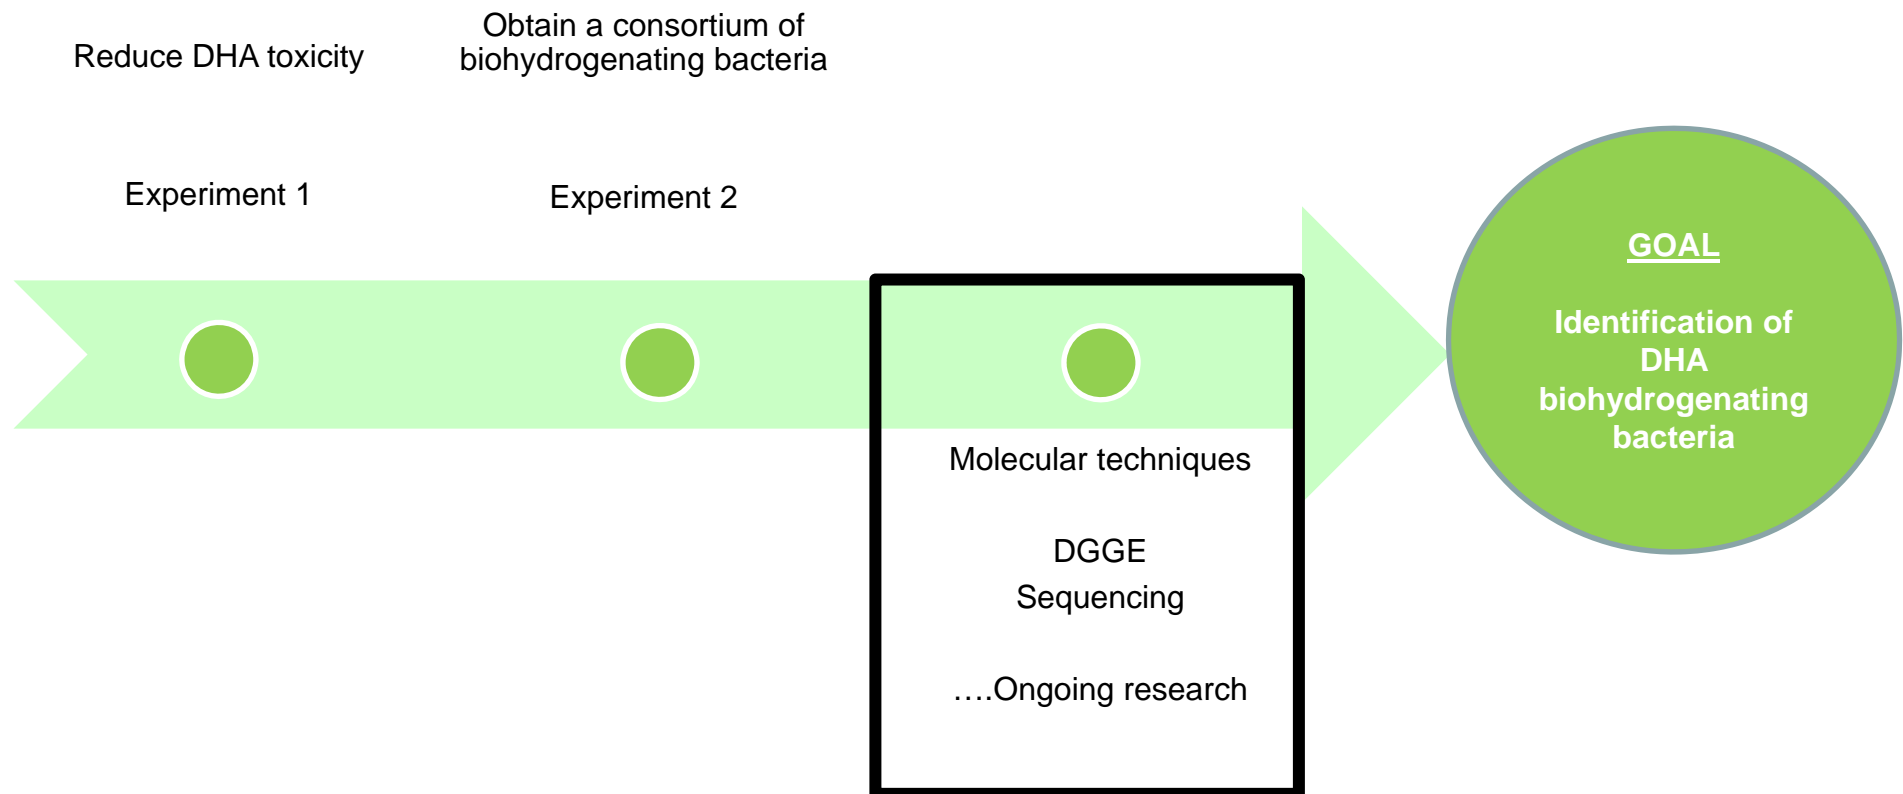 Reduce DHA toxicity
Obtain a consortium of
biohydrogenating bacteria
Experiment 1
Experiment 2
Molecular techniques
DGGE
Sequencing
….Ongoing research
GOAL
Identification of
DHA
biohydrogenating
bacteria